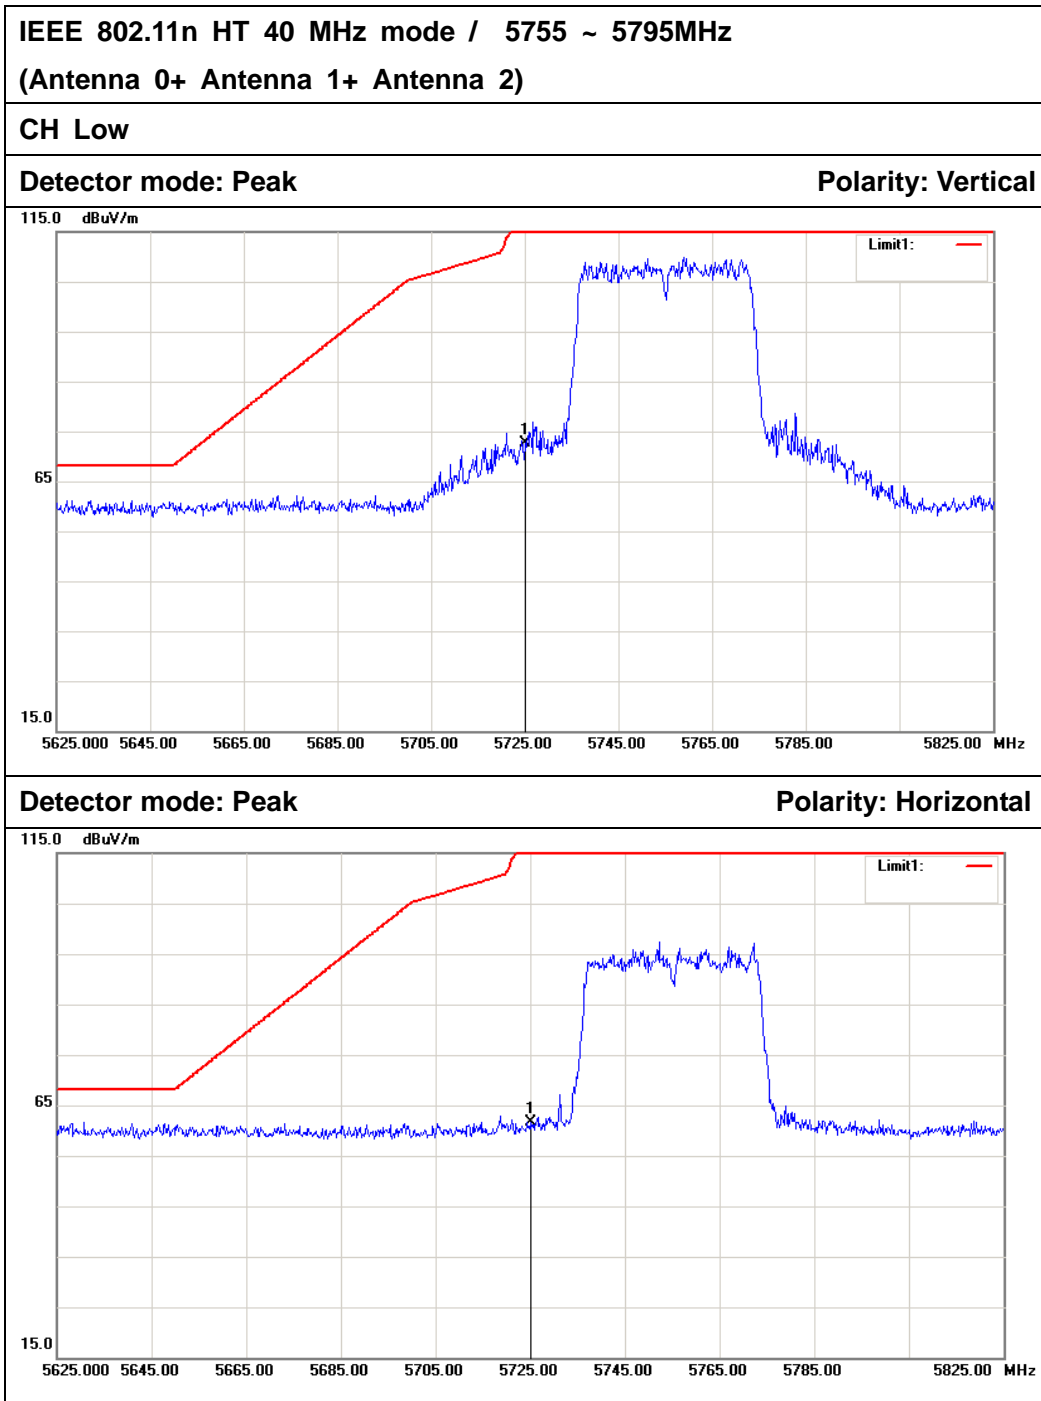 IEEE 802.11n HT 40 MHz mode / 5755 ~ 5795MHz
(Antenna 0+ Antenna 1+ Antenna 2)
CH Low
Detector mode: Peak Polarity: Vertical
115.0 dBuV/m
Limit1:
1
65
15.0
5625.000 5645.00 5665.00 5685.00 5705.00 5725.00 5745.00 5765.00 5785.00 5825.00 MHz
Detector mode: Peak Polarity: Horizontal
115.0 dBuV/m
Limit1:
1
65
15.0
5625.000 5645.00 5665.00 5685.00 5705.00 5725.00 5745.00 5765.00 5785.00 5825.00 MHz